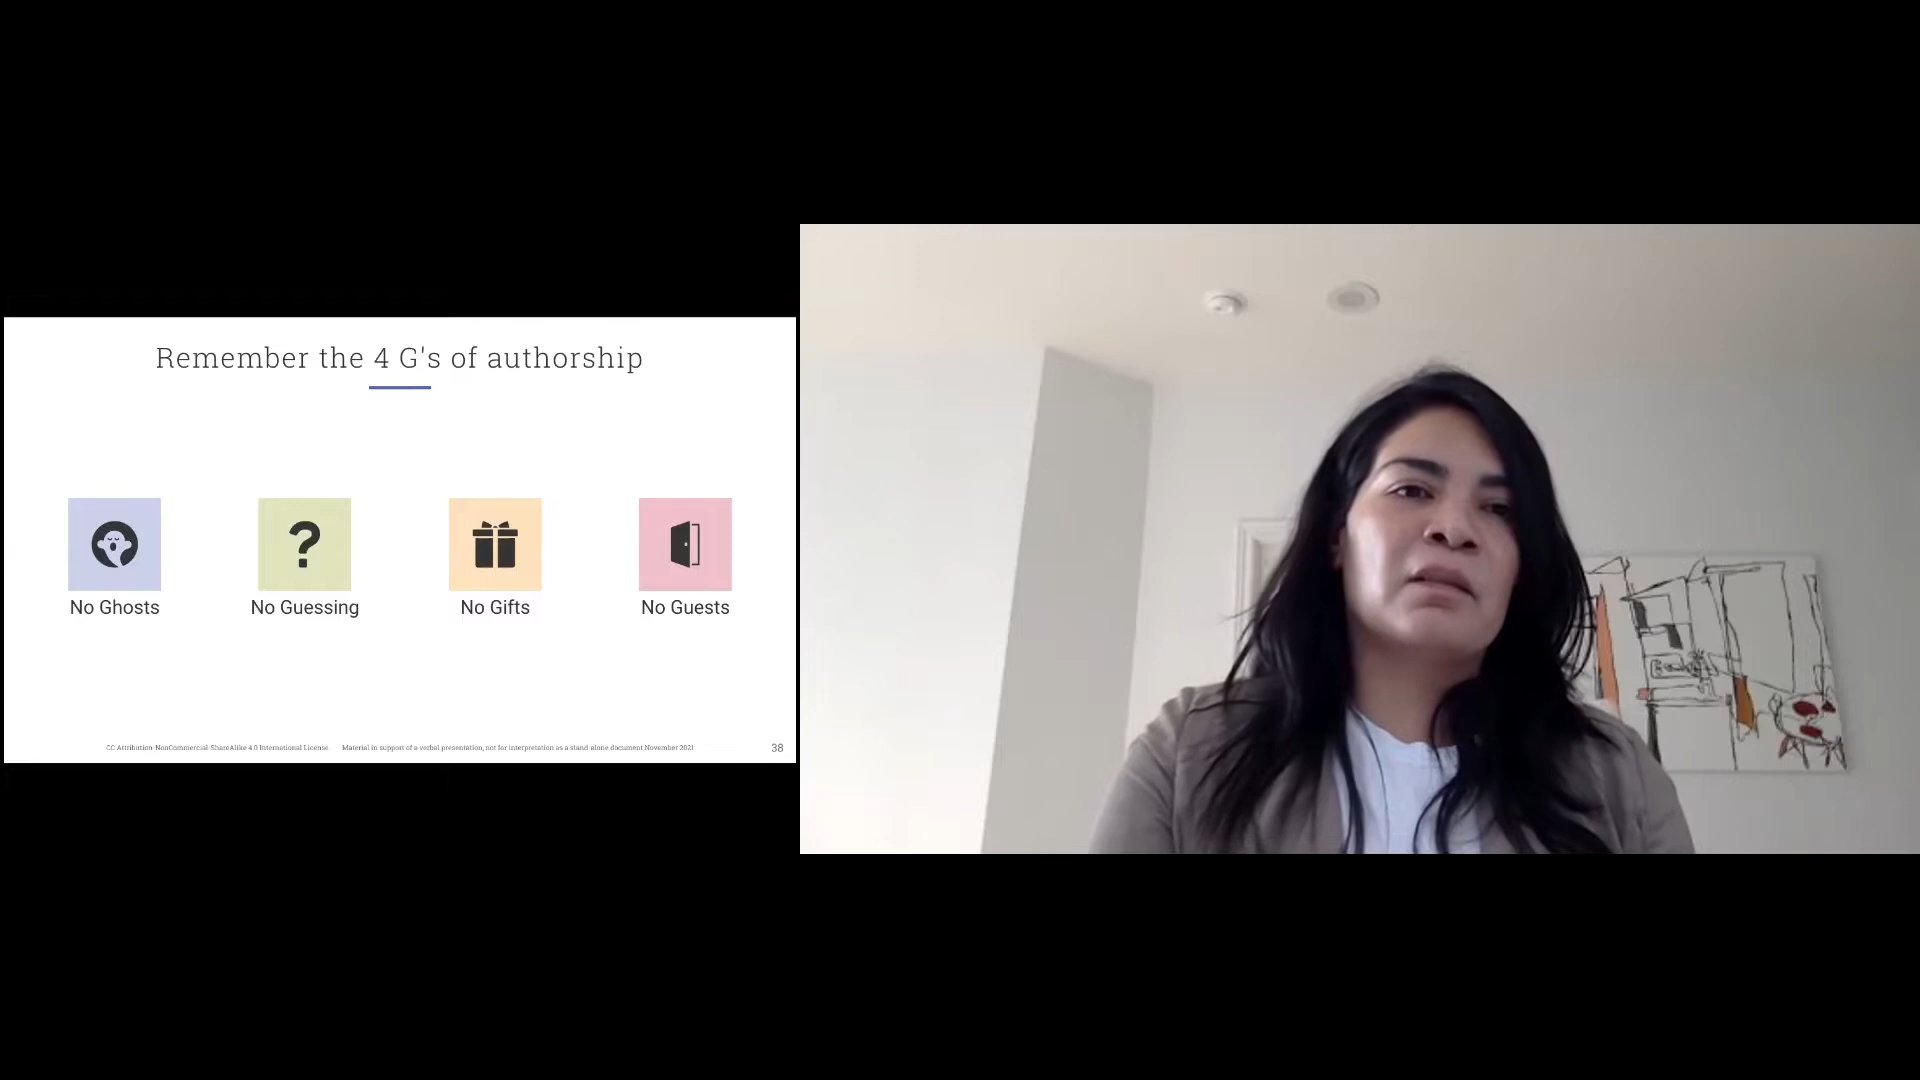 Remember the 4 G's of authorship
No Ghosts
No Guessing
No Gifts
No Guests
CC Attribution-NonCommercial-ShareAlike 4.0 International License. Material in support of a verbal presentation, not for interpretation as a stand-alone document November 2021
38